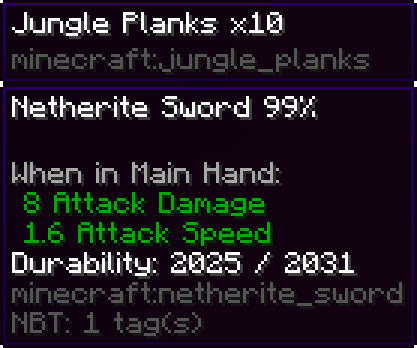 Jungle Planks x10
minecraft:jungle_planks
Netherite Sword 99%
When in Main Hand:
8 Attack Damage
1.6 Attack Speed
Durability: 2025 / 2031
minecraft:netherite_sword
NBT: 1 tag(s)